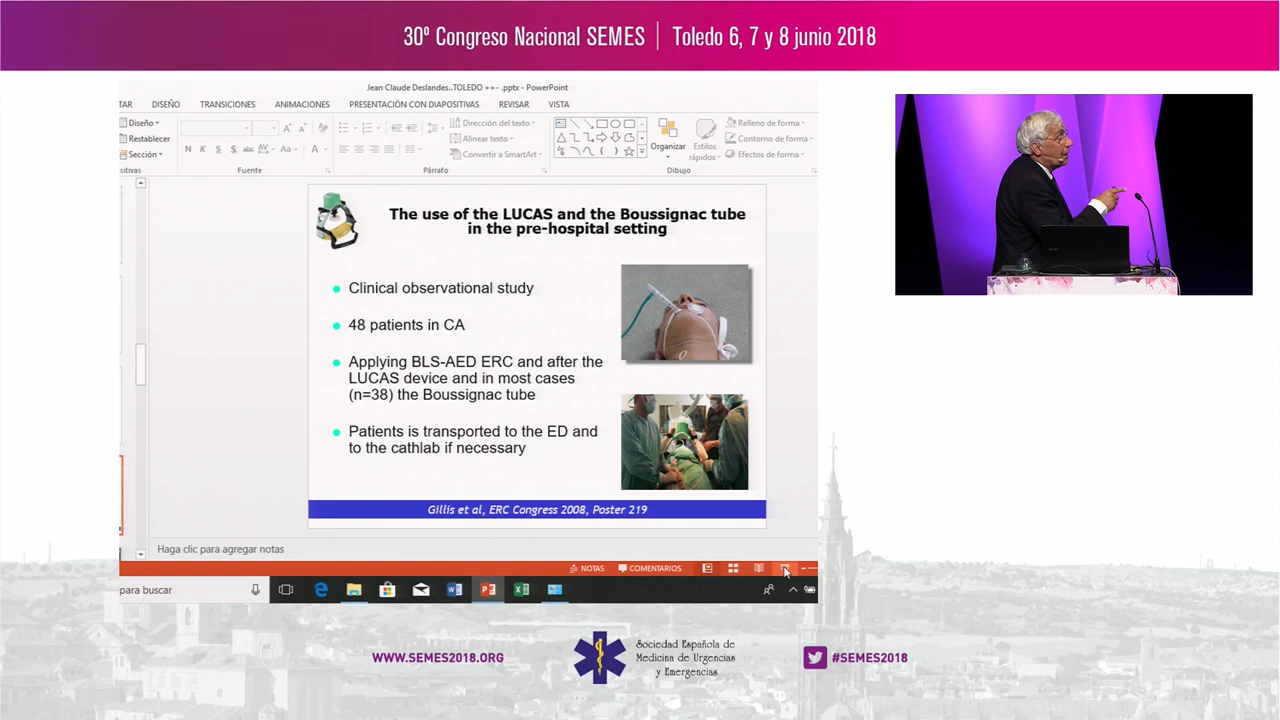 30º Congreso Nacional SEMES | Toledo 6, 7 y 8 junio 2018
Jean Claude Deslandes..TOLEDO ++- .pptx - PowerPoint
TAR DISEÑO TRANSICIONES ANIMACIONES PRESENTACIÓN CON DIAPOSITIVAS REVISAR VISTA
Diseño
Restablecer
Sección
sitivas
N K S S abc AV Aa A
Fuente
Dirección del texto
Alinear texto
Convertir a SmartArt
Párrafo
Organizar
Estilos
rápidos
Relleno de forma
Contorno de forma
Efectos de forma
Dibujo
The use of the LUCAS and the Boussignac tube
in the pre-hospital setting
Clinical observational study
48 patients in CA
Applying BLS-AED ERC and after the
LUCAS device and in most cases
(n=38) the Boussignac tube
Patients is transported to the ED and
to the cathlab if necessary
Gillis et al, ERC Congress 2008, Poster 219
Haga clic para agregar notas
NOTAS COMENTARIOS
para buscar
WWW.SEMES2018.ORG
Sociedad Española de
Medicina de Urgencias
y Emergencias
#SEMES2018